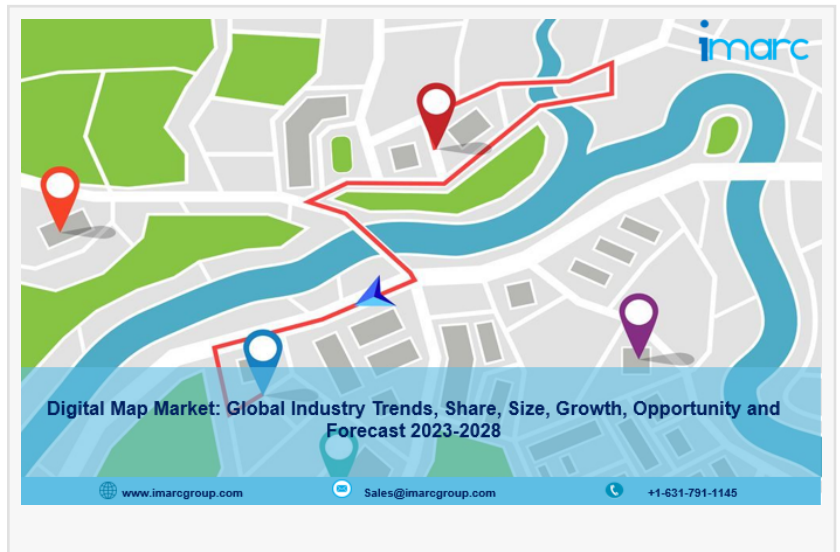 imarc
Digital Map Market: Global Industry Trends, Share, Size, Growth, Opportunity and
Forecast 2023-2028
www.imarcgroup.com Sales@imarcgroup.com +1-631-791-1145